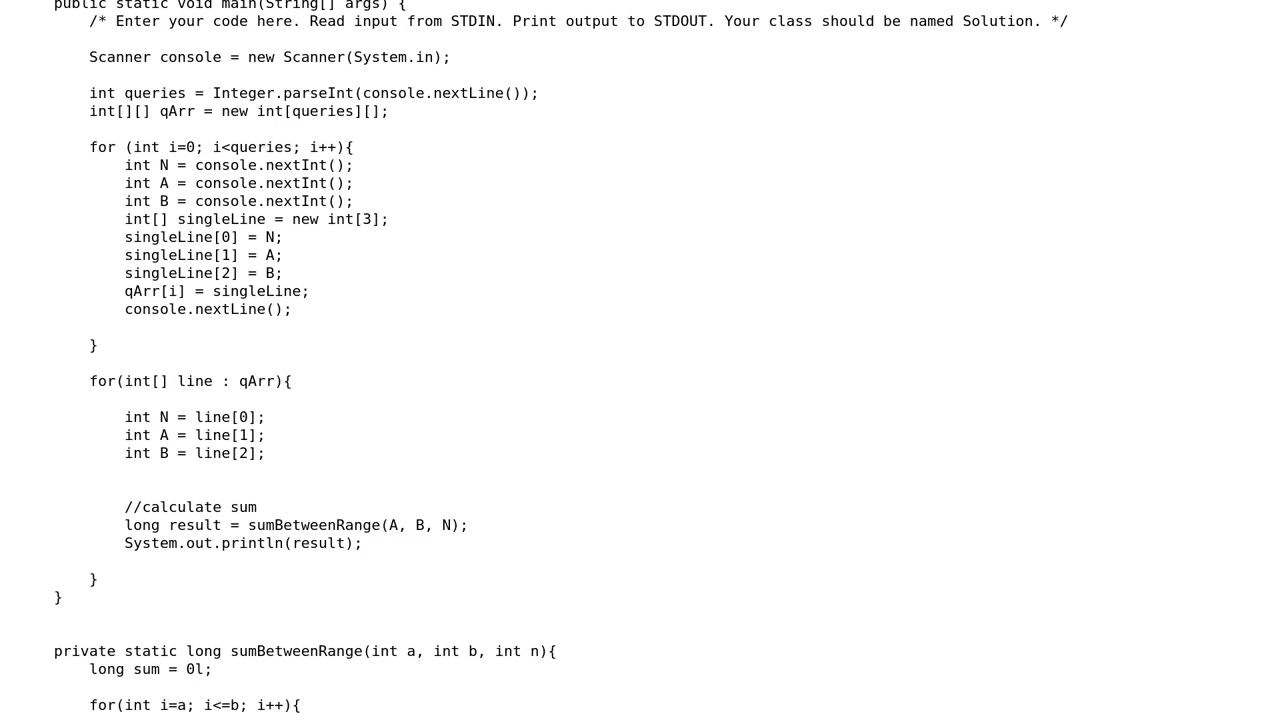 public static void main(String[] args) {
/* Enter your code here. Read input from STDIN. Print output to STDOUT. Your class should be named Solution. */
Scanner console = new Scanner(System.in);
int queries = Integer.parseInt(console.nextLine());
int[][] qArr = new int[queries][];
for (int i=0; i<queries; i++){
int N = console.nextInt();
int A = console.nextInt();
int B = console.nextInt();
int[] singleLine = new int[3];
singleLine[0] = N;
singleLine[1] = A;
singleLine[2] = B;
qArr[i] = singleLine;
console.nextLine();
}
for(int[] line : qArr){
int N = line[0];
int A = line[1];
int B = line[2];
//calculate sum
long result = sumBetweenRange(A, B, N);
System.out.println(result);
}
}
private static long sumBetweenRange(int a, int b, int n){
long sum = 0l;
for(int i=a; i<=b; i++){